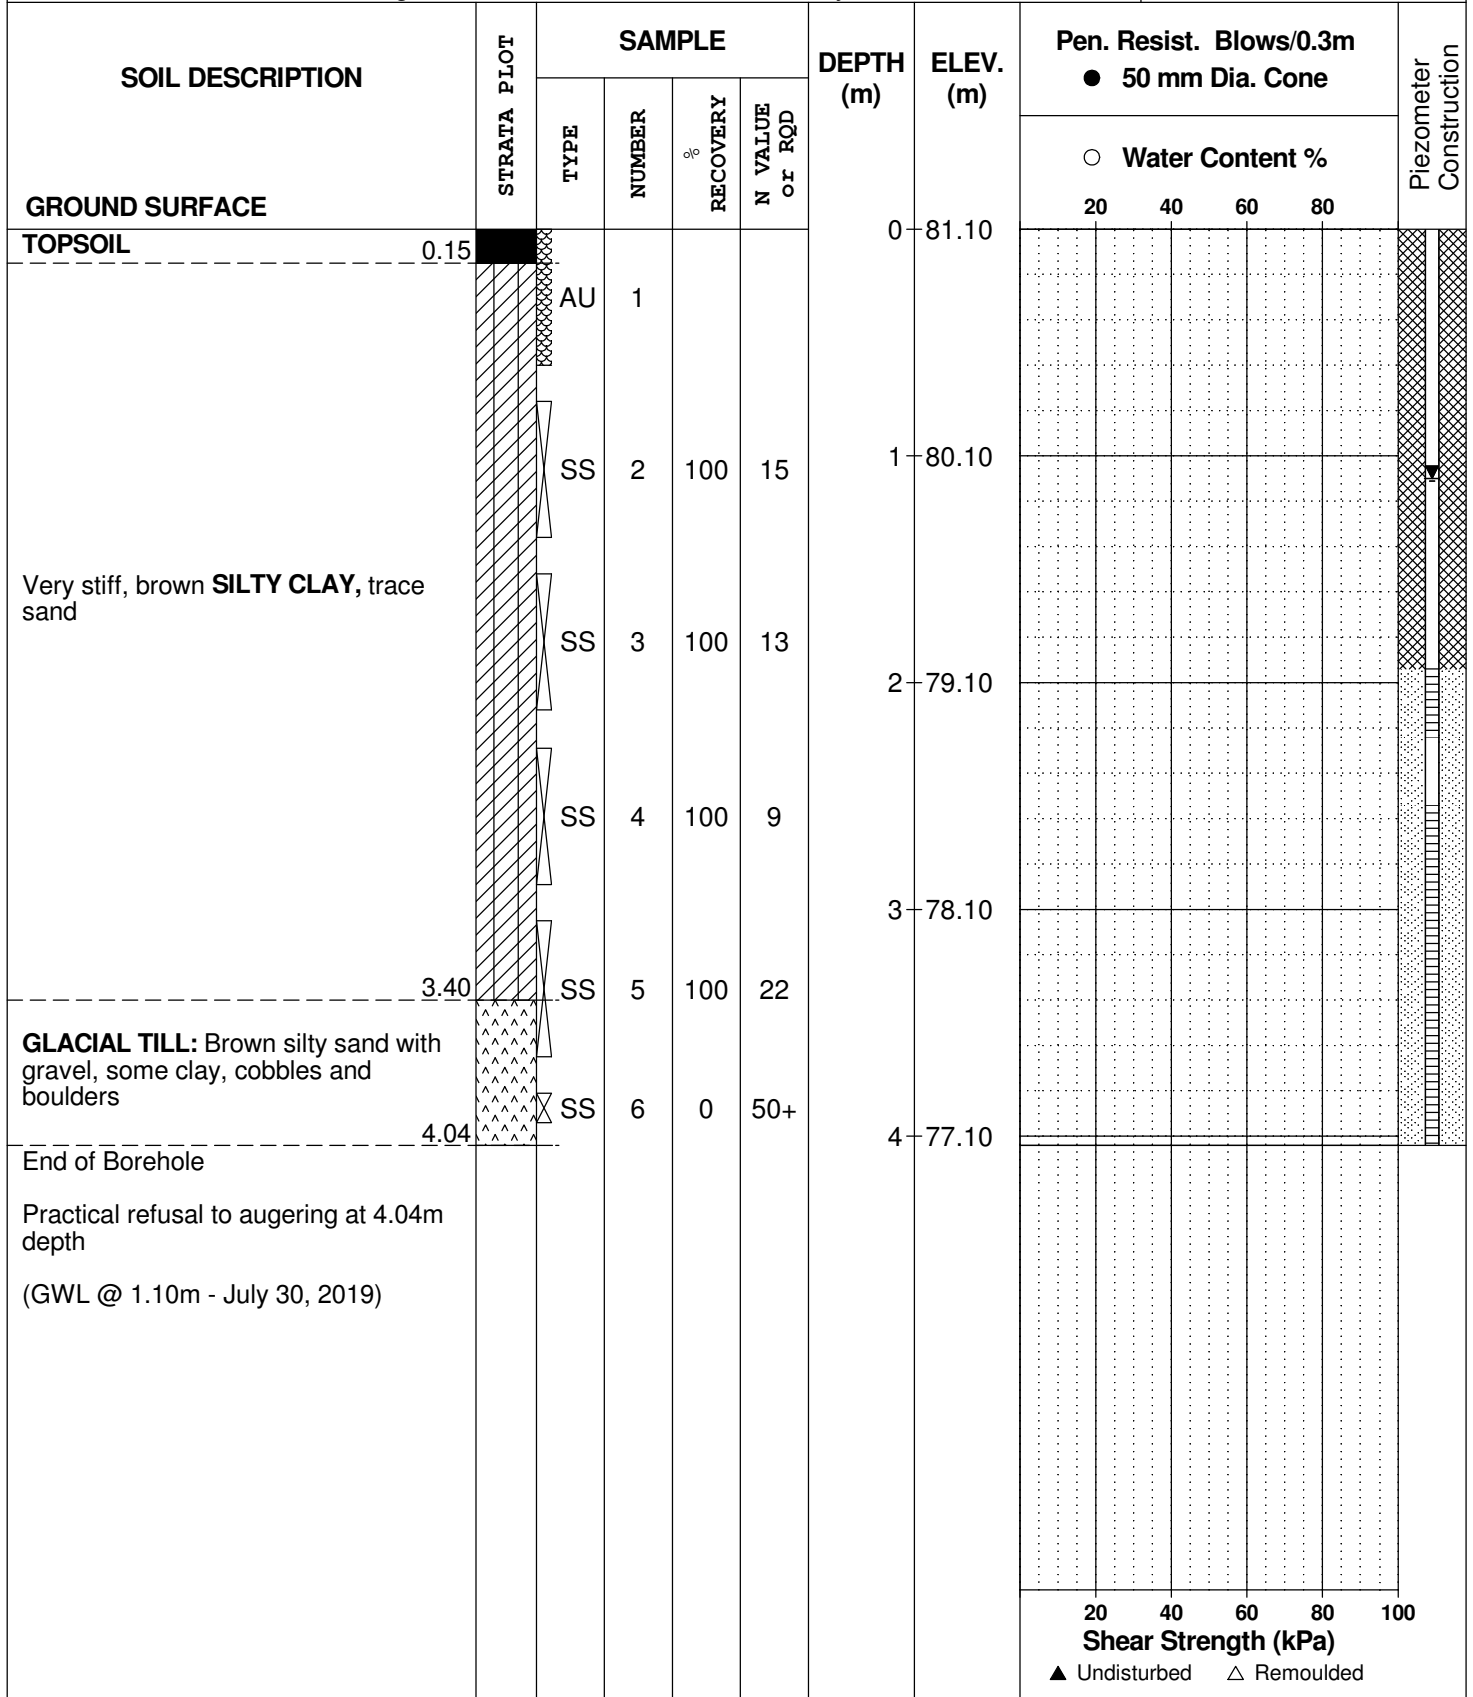 SOIL DESCRIPTION
GROUND SURFACE
STRATA PLOT
SAMPLE
TYPE
NUMBER
%
RECOVERY
N VALUE
or RQD
DEPTH
(m)
ELEV.
(m)
Pen. Resist. Blows/0.3m
● 50 mm Dia. Cone
○ Water Content %
20 40 60 80
Piezometer
Construction
TOPSOIL
0.15
0 81.10
AU 1
SS 2 100 15
1 80.10
Very stiff, brown SILTY CLAY, trace
sand
SS 3 100 13
2 79.10
SS 4 100 9
3 78.10
3.40
SS 5 100 22
GLACIAL TILL: Brown silty sand with
gravel, some clay, cobbles and
boulders
SS 6 0 50+
4.04
4 77.10
End of Borehole
Practical refusal to augering at 4.04m
depth
(GWL @ 1.10m - July 30, 2019)
20 40 60 80 100
Shear Strength (kPa)
▲ Undisturbed △ Remoulded